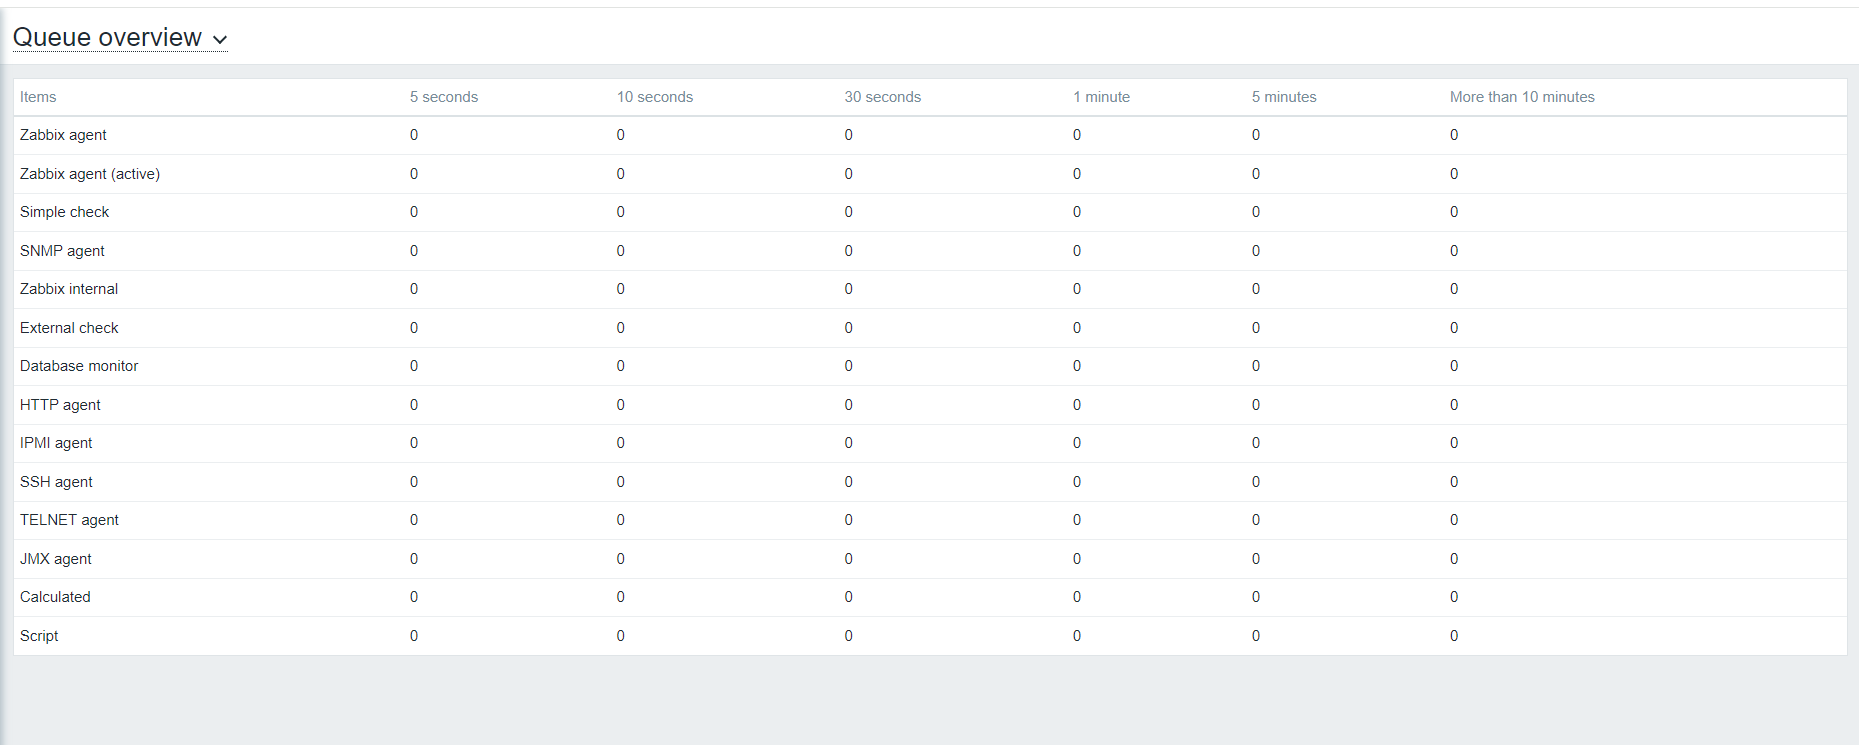 Queue overview
Items 5 seconds 10 seconds 30 seconds 1 minute 5 minutes More than 10 minutes
Zabbix agent 0 0 0 0 0 0
Zabbix agent (active) 0 0 0 0 0 0
Simple check 0 0 0 0 0 0
SNMP agent 0 0 0 0 0 0
Zabbix internal 0 0 0 0 0 0
External check 0 0 0 0 0 0
Database monitor 0 0 0 0 0 0
HTTP agent 0 0 0 0 0 0
IPMI agent 0 0 0 0 0 0
SSH agent 0 0 0 0 0 0
TELNET agent 0 0 0 0 0 0
JMX agent 0 0 0 0 0 0
Calculated 0 0 0 0 0 0
Script 0 0 0 0 0 0